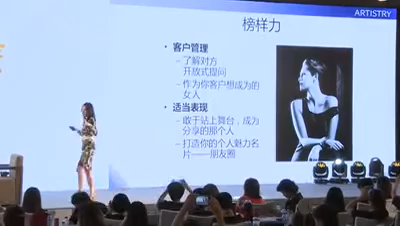 ARTISTRY
榜样力
• 客户管理
–了解对方
开放式提问
–作为你客户想成为的
女人
• 适当表现
–敢于站上舞台，成为
分享的那个人
–打造你的个人魅力名
片——朋友圈